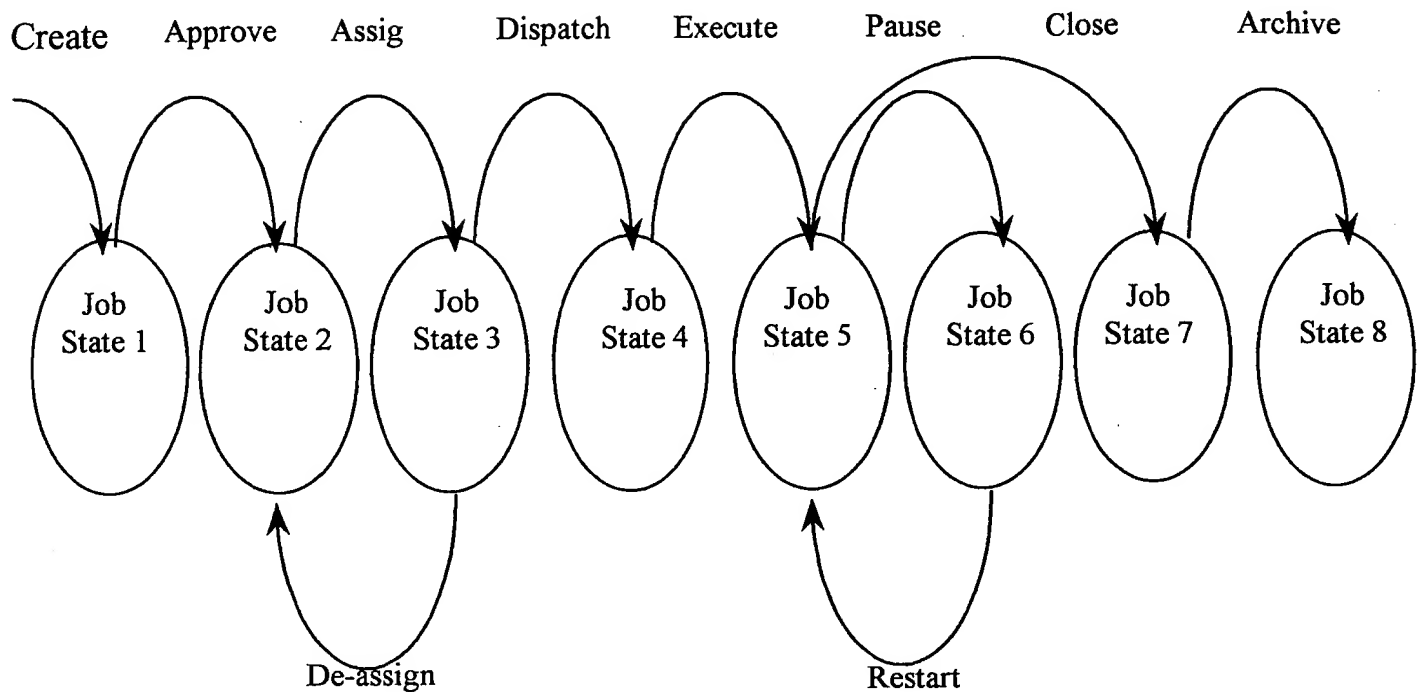 Create Approve Assig Dispatch Execute Pause Close Archive
Job
State 1
Job
State 2
Job
State 3
Job
State 4
Job
State 5
Job
State 6
Job
State 7
Job
State 8
De-assign
Restart